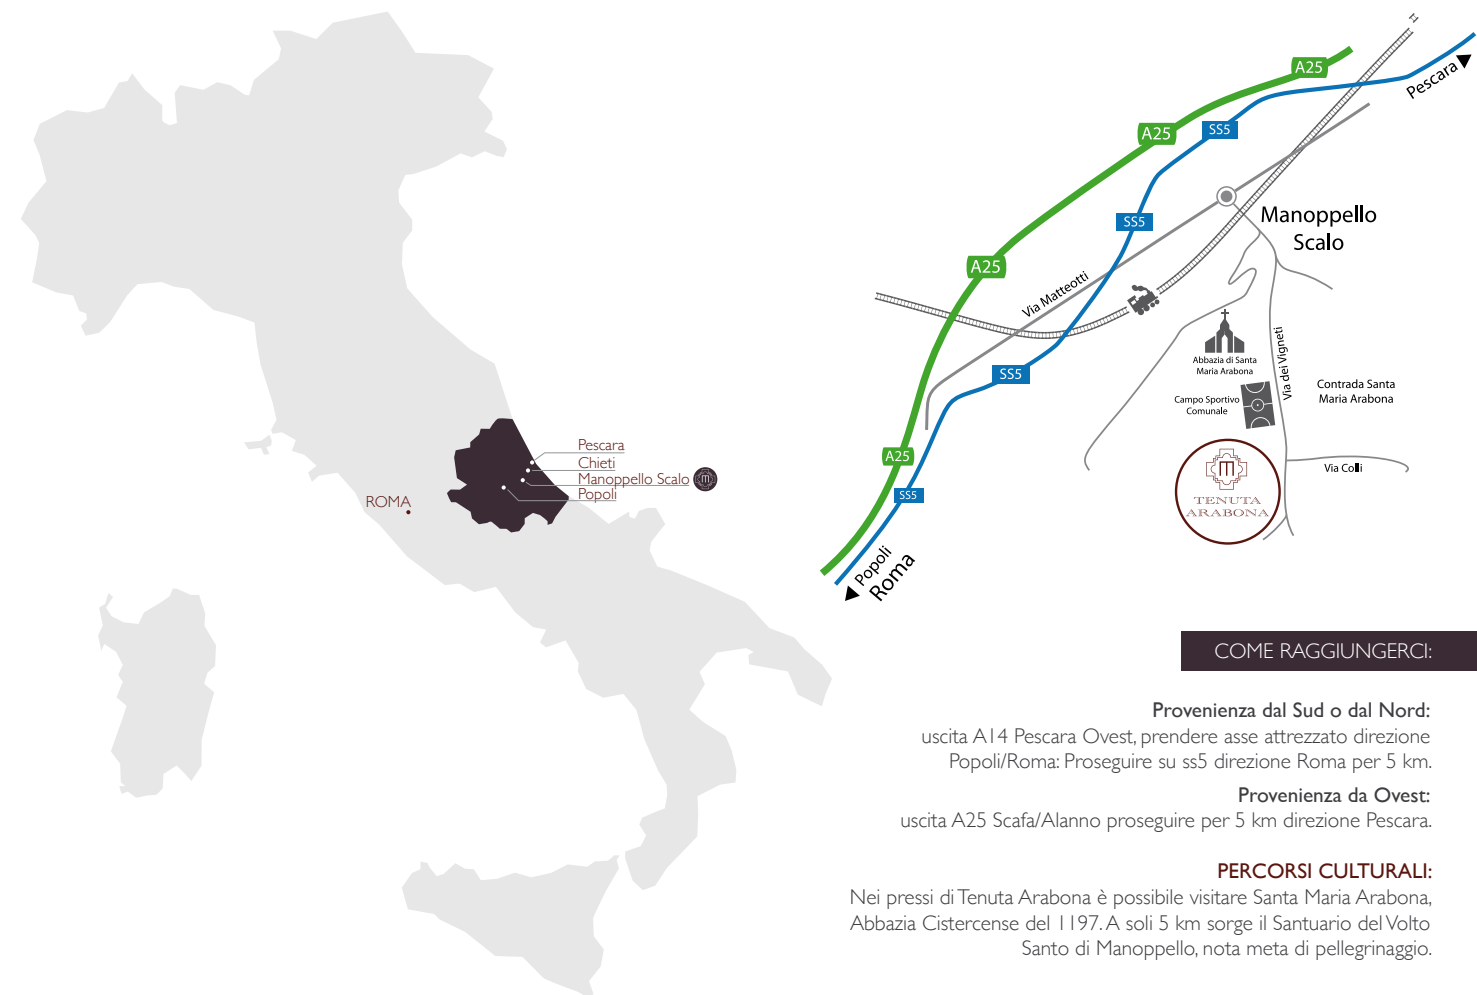 Pescara
Chieti
Manoppello Scalo
Popoli
ROMA
A25
Pescara
A25
SS5
Manoppello
Scalo
SS5
A25
Via Matteotti
Abbazia di Santa
Maria Arabona
Via dei Vigneti
SS5
Contrada Santa
Maria Arabona
Campo Sportivo
Comunale
A25
Via Colli
SS5
TENUTA
ARABONA
Popoli
Roma
COME RAGGIUNGERCI:
Provenienza dal Sud o dal Nord:
uscita A14 Pescara Ovest, prendere asse attrezzato direzione
Popoli/Roma: Proseguire su ss5 direzione Roma per 5 km.
Provenienza da Ovest:
uscita A25 Scafa/Alanno proseguire per 5 km direzione Pescara.
PERCORSI CULTURALI:
Nei pressi di Tenuta Arabona è possibile visitare Santa Maria Arabona,
Abbazia Cistercense del 1197. A soli 5 km sorge il Santuario del Volto
Santo di Manoppello, nota meta di pellegrinaggio.